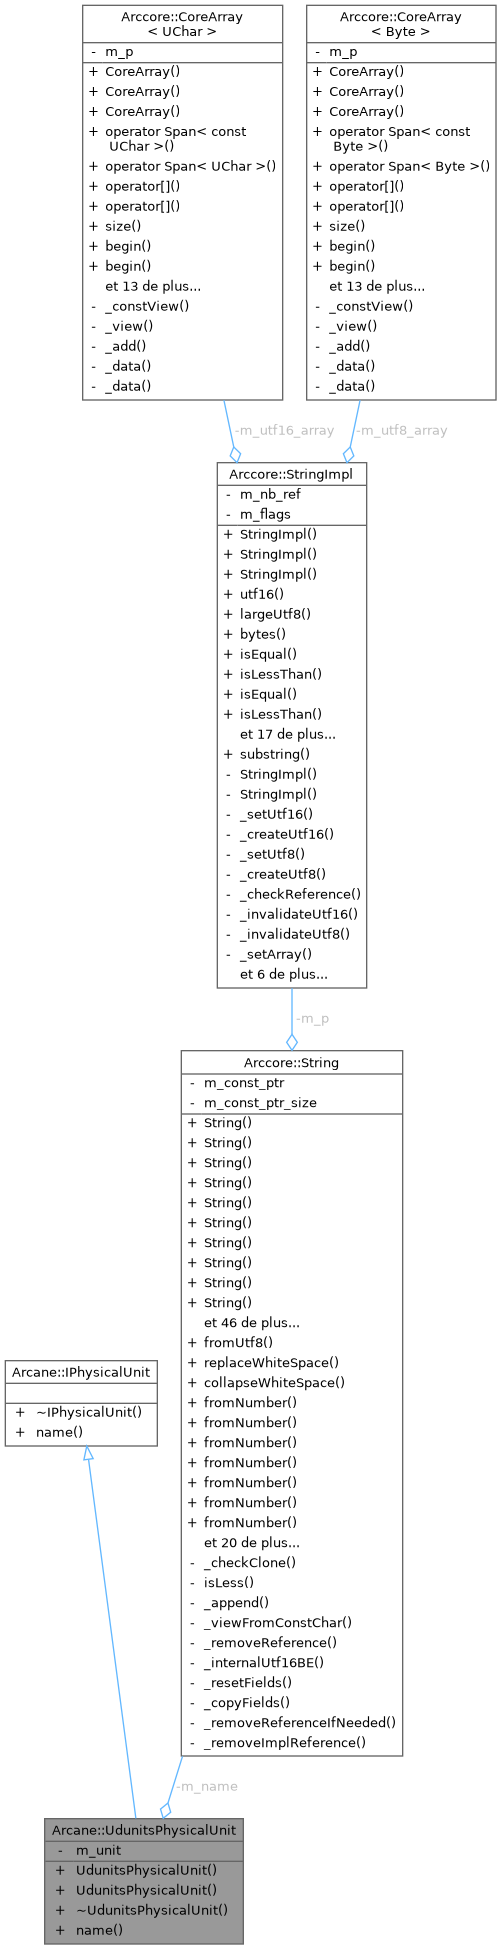 Arccore::CoreArray
< UChar >
- m_p
+ CoreArray()
+ CoreArray()
+ CoreArray()
+ operator Span< const
UChar >()
+ operator Span< UChar >()
+ operator[]()
+ operator[]()
+ size()
+ begin()
+ begin()
et 13 de plus...
- _constView()
- _view()
- _add()
- _data()
- _data()
Arccore::CoreArray
< Byte >
- m_p
+ CoreArray()
+ CoreArray()
+ CoreArray()
+ operator Span< const
Byte >()
+ operator Span< Byte >()
+ operator[]()
+ operator[]()
+ size()
+ begin()
+ begin()
et 13 de plus...
- _constView()
- _view()
- _add()
- _data()
- _data()
-m_utf16_array
-m_utf8_array
Arccore::StringImpl
- m_nb_ref
- m_flags
+ StringImpl()
+ StringImpl()
+ StringImpl()
+ utf16()
+ largeUtf8()
+ bytes()
+ isEqual()
+ isLessThan()
+ isEqual()
+ isLessThan()
et 17 de plus...
+ substring()
- StringImpl()
- StringImpl()
- _setUtf16()
- _createUtf16()
- _setUtf8()
- _createUtf8()
- _checkReference()
- _invalidateUtf16()
- _invalidateUtf8()
- _setArray()
et 6 de plus...
-m_p
Arccore::String
- m_const_ptr
- m_const_ptr_size
+ String()
+ String()
+ String()
+ String()
+ String()
+ String()
+ String()
+ String()
+ String()
+ String()
et 46 de plus...
+ fromUtf8()
+ replaceWhiteSpace()
+ collapseWhiteSpace()
+ fromNumber()
+ fromNumber()
+ fromNumber()
+ fromNumber()
+ fromNumber()
+ fromNumber()
+ fromNumber()
et 20 de plus...
- _checkClone()
- isLess()
- _append()
- _viewFromConstChar()
- _removeReference()
- _internalUtf16BE()
- _resetFields()
- _copyFields()
- _removeReferenceIfNeeded()
- _removeImplReference()
Arcane::IPhysicalUnit
+ ~IPhysicalUnit()
+ name()
-m_name
Arcane::UdunitsPhysicalUnit
- m_unit
+ UdunitsPhysicalUnit()
+ UdunitsPhysicalUnit()
+ ~UdunitsPhysicalUnit()
+ name()